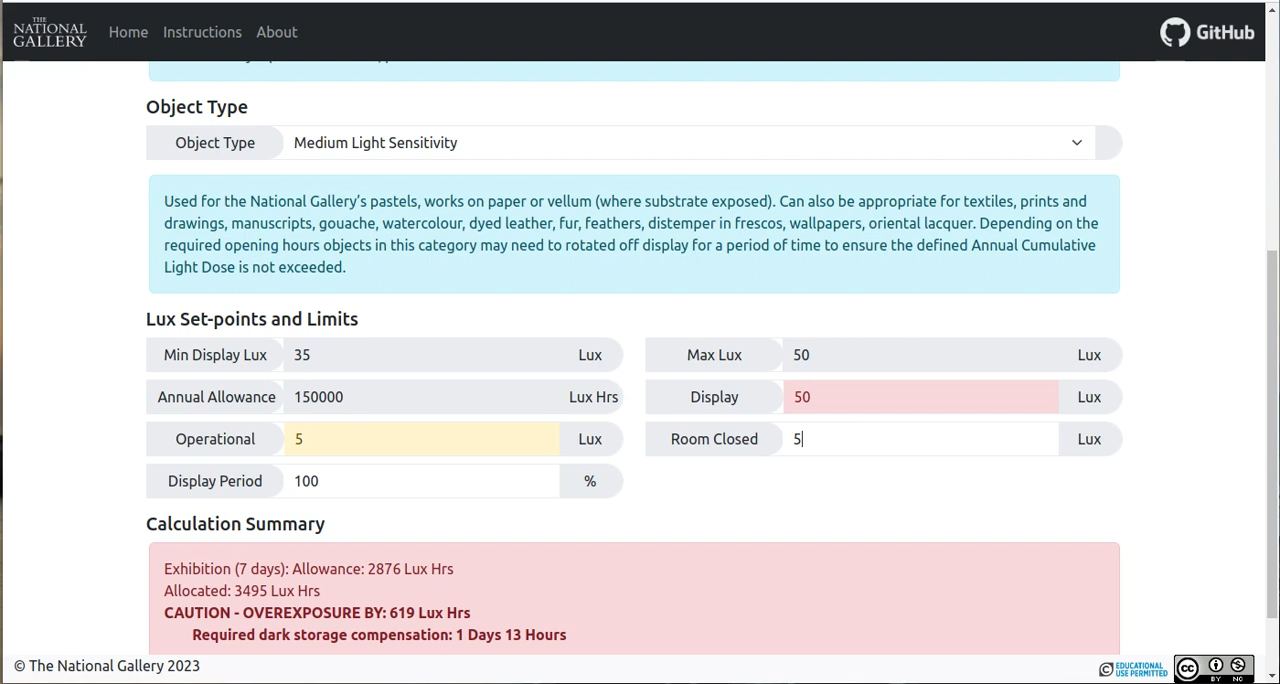 THE
NATIONAL
GALLERY
Home Instructions About
GitHub
Object Type
Object Type Medium Light Sensitivity
Used for the National Gallery's pastels, works on paper or vellum (where substrate exposed). Can also be appropriate for textiles, prints and
drawings, manuscripts, gouache, watercolour, dyed leather, fur, feathers, distemper in frescos, wallpapers, oriental lacquer. Depending on the
required opening hours objects in this category may need to rotated off display for a period of time to ensure the defined Annual Cumulative
Light Dose is not exceeded.
Lux Set-points and Limits
Min Display Lux 35 Lux Max Lux 50 Lux
Annual Allowance 150000 Lux Hrs Display 50 Lux
Operational 5 Lux Room Closed 5 Lux
Display Period 100 %
Calculation Summary
Exhibition (7 days): Allowance: 2876 Lux Hrs
Allocated: 3495 Lux Hrs
CAUTION - OVEREXPOSURE BY: 619 Lux Hrs
Required dark storage compensation: 1 Days 13 Hours
© The National Gallery 2023
EDUCATIONAL
USE PERMITTED
cc
BY NC